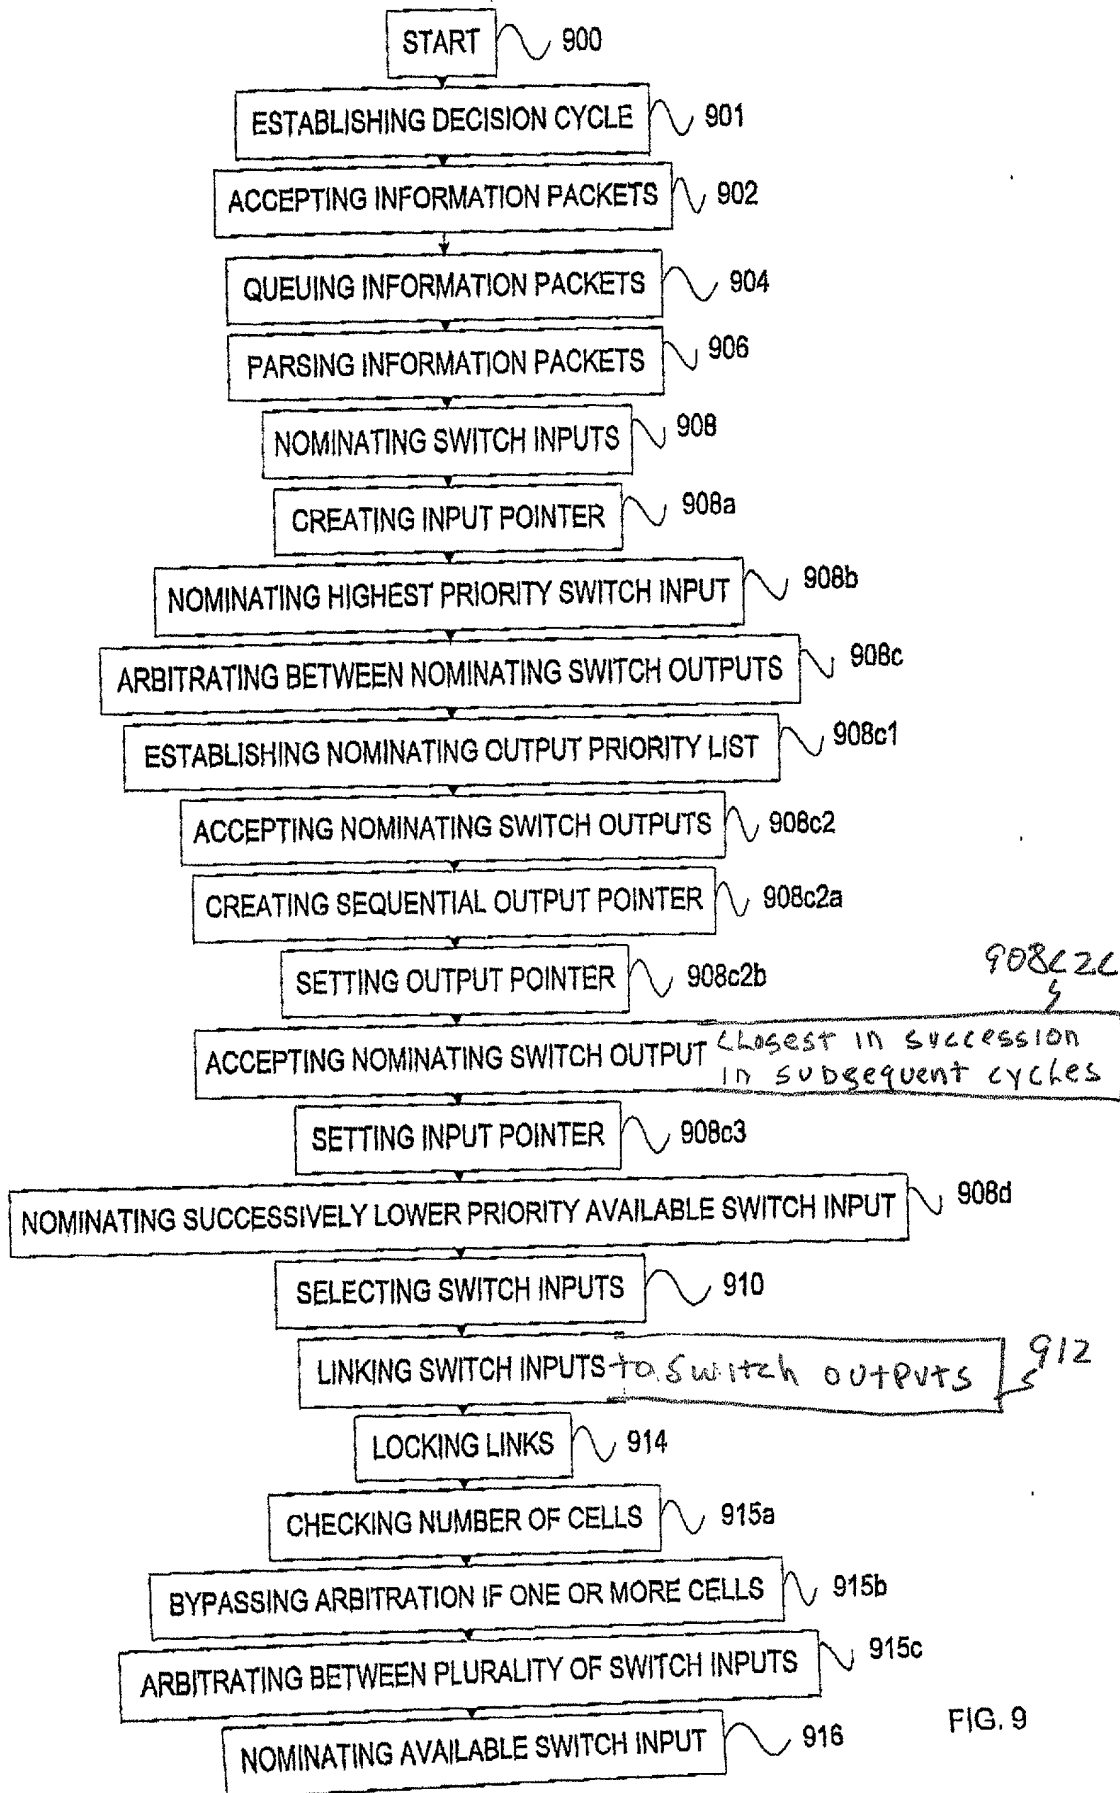 START 900
ESTABLISHING DECISION CYCLE 901
ACCEPTING INFORMATION PACKETS 902
QUEUING INFORMATION PACKETS 904
PARSING INFORMATION PACKETS 906
NOMINATING SWITCH INPUTS 908
CREATING INPUT POINTER 908a
NOMINATING HIGHEST PRIORITY SWITCH INPUT 908b
ARBITRATING BETWEEN NOMINATING SWITCH OUTPUTS 908c
ESTABLISHING NOMINATING OUTPUT PRIORITY LIST 908c1
ACCEPTING NOMINATING SWITCH OUTPUTS 908c2
CREATING SEQUENTIAL OUTPUT POINTER 908c2a
SETTING OUTPUT POINTER 908c2b
908c2c
ACCEPTING NOMINATING SWITCH OUTPUT closest in succession
in subsequent cycles
SETTING INPUT POINTER 908c3
NOMINATING SUCCESSIVELY LOWER PRIORITY AVAILABLE SWITCH INPUT 908d
SELECTING SWITCH INPUTS 910
LINKING SWITCH INPUTS to switch outputs 912
LOCKING LINKS 914
CHECKING NUMBER OF CELLS 915a
BYPASSING ARBITRATION IF ONE OR MORE CELLS 915b
ARBITRATING BETWEEN PLURALITY OF SWITCH INPUTS 915c
NOMINATING AVAILABLE SWITCH INPUT 916
FIG. 9